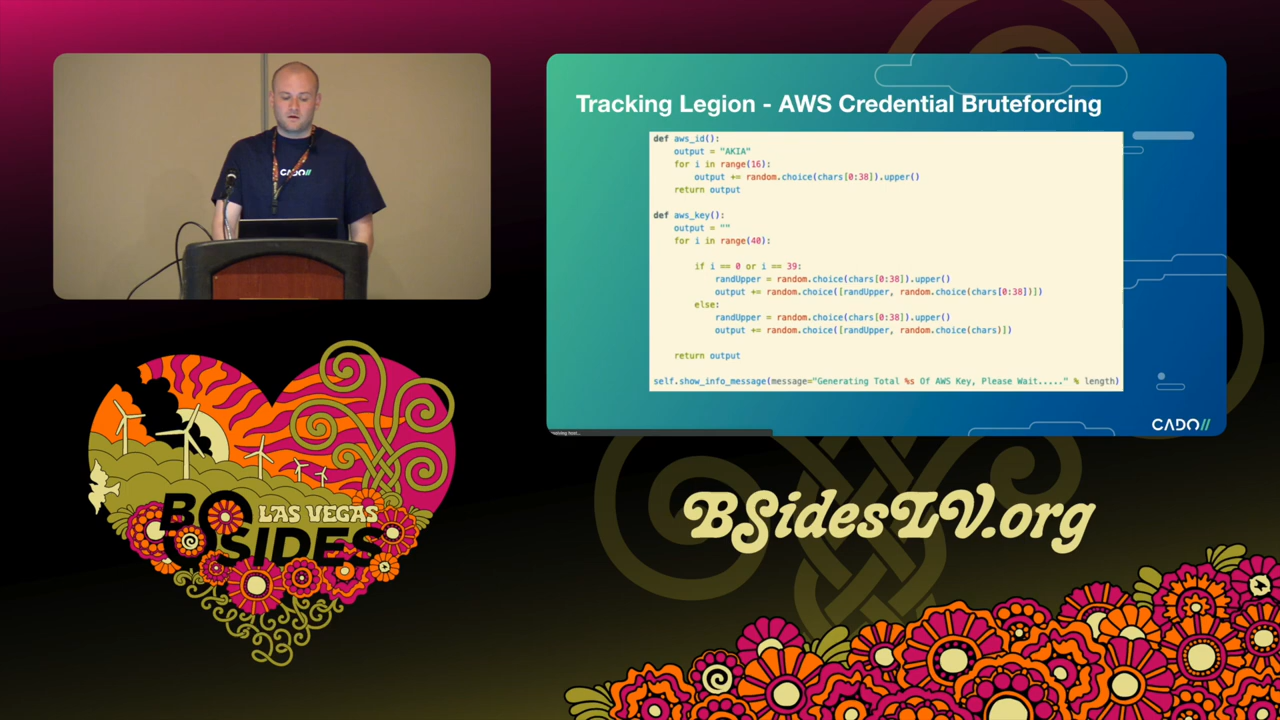 CADO//
Tracking Legion - AWS Credential Bruteforcing
def aws_id():
    output = "AKIA"
    for i in range(16):
        output += random.choice(chars[0:38]).upper()
    return output
def aws_key():
    output = ""
    for i in range(40):
        if i == 0 or i == 39:
            randUpper = random.choice(chars[0:38]).upper()
            output += random.choice([randUpper, random.choice(chars[0:38])])
        else:
            randUpper = random.choice(chars[0:38]).upper()
            output += random.choice([randUpper, random.choice(chars)])
    return output
self.show_info_message(message="Generating Total %s Of AWS Key, Please Wait....." % length)
CADO//
BSIDES
LAS VEGAS
23
BSidesLV.org